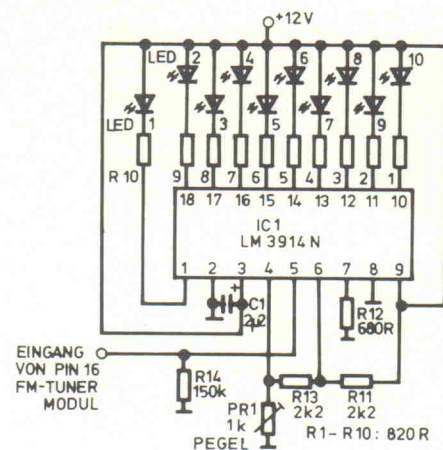 +12V
LED 2 4 6 8 10
LED 1 3 5 7 9
R 10 9 8 7 6 5 4 3 2 1
18 17 16 15 14 13 12 11 10
IC1
LM 3914 N
1 2 3 4 5 6 7 8 9
+
C1
2µ2
R12
680R
EINGANG
VON PIN 16
FM-TUNER
MODUL
R14
150k
PR1
1k
PEGEL
R13
2k2
R11
2k2
R1-R10: 820R